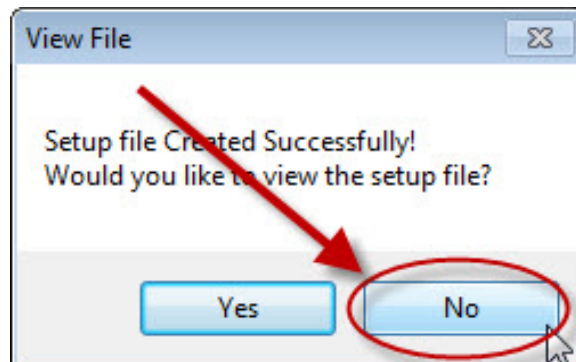 View File
Setup file Created Successfully!
Would you like to view the setup file?
Yes
No